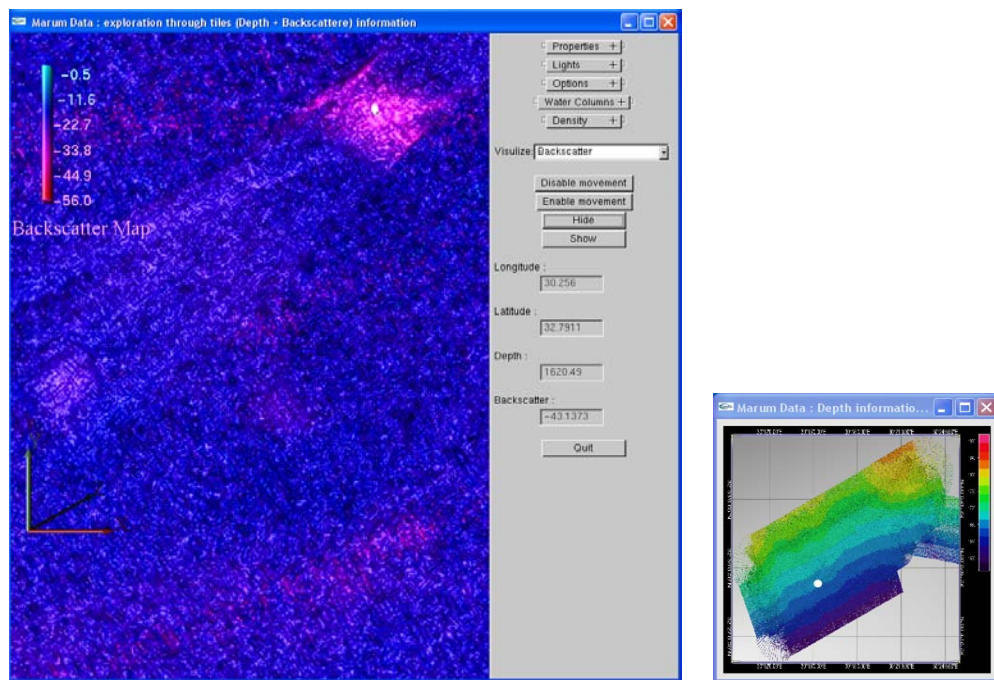 Marum Data : exploration through tiles (Depth + Backscattere) information
-0.5
-11.6
-22.7
-33.8
-44.9
-56.0
Backscatter Map
Properties +
Lights +
Options +
Water Columns +
Density +
Visulize: Backscatter
Disable movement
Enable movement
Hide
Show
Longitude :
30.256
Latitude :
32.7911
Depth :
1620.49
Backscatter :
-43.1373
Quit
Marum Data : Depth informatio...